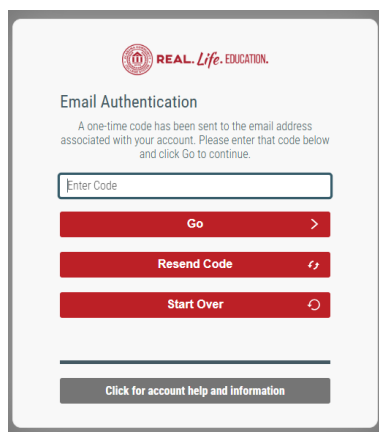 REAL. Life. EDUCATION.
Email Authentication
A one-time code has been sent to the email address
associated with your account. Please enter that code below
and click Go to continue.
Enter Code
Go
Resend Code
Start Over
Click for account help and information